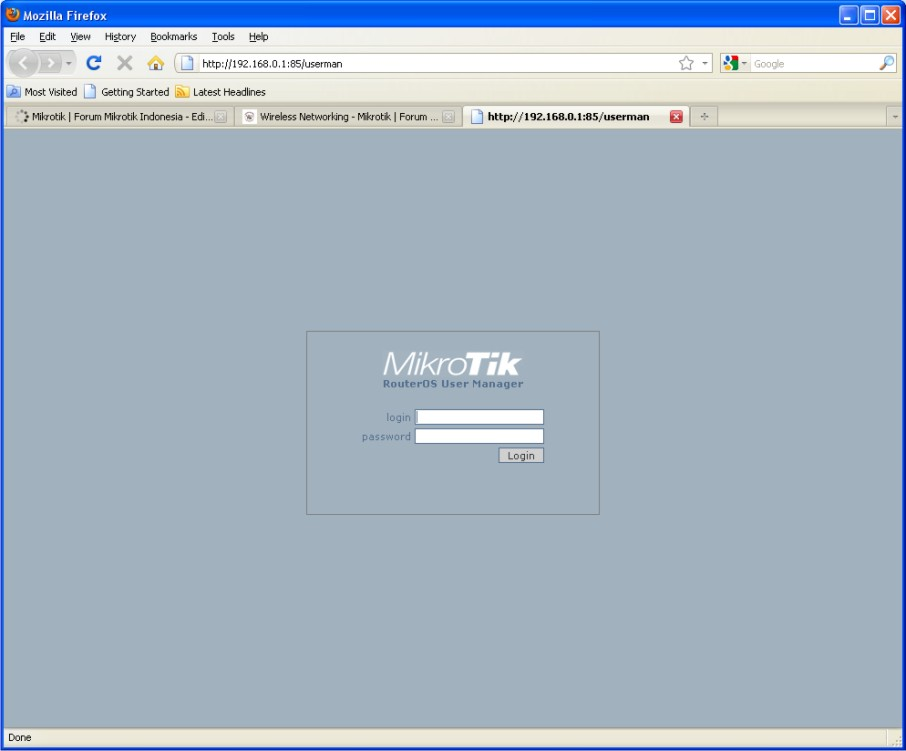 Mozilla Firefox
File Edit View History Bookmarks Tools Help
http://192.168.0.1:85/userman
Google
Most Visited Getting Started Latest Headlines
Mikrotik | Forum Mikrotik Indonesia - Edi... Wireless Networking - Mikrotik | Forum ... http://192.168.0.1:85/userman
MikroTik
RouterOS User Manager
login
password
Login
Done